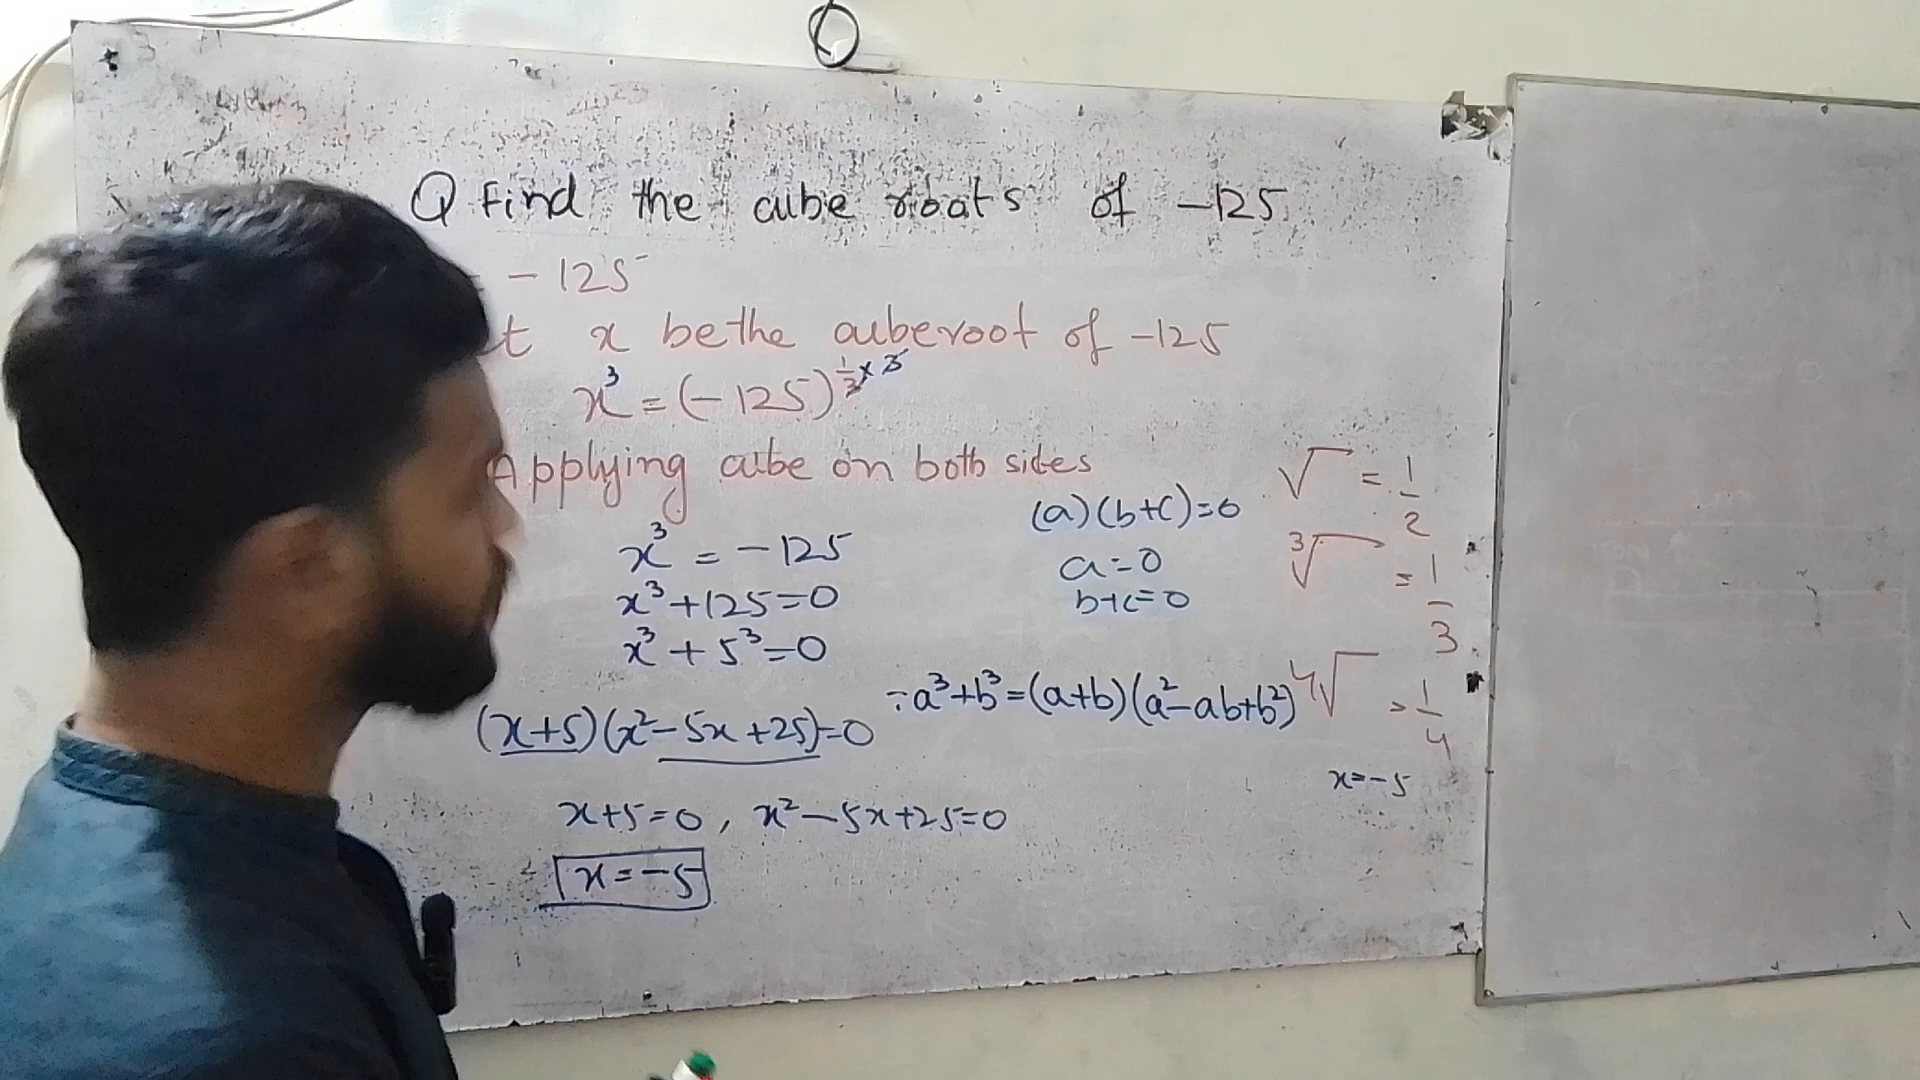 Q Find the cube roots of -125
- 125
t x be the cube root of -125
x³ = (-125)^(1/3 × 3)
Applying cube on both sides
x³ = -125
x³ + 125 = 0
x³ + 5³ = 0
(x+5)(x² - 5x + 25) = 0
∵ a³ + b³ = (a+b)(a² - ab + b²)
x+5=0, x² - 5x + 25 = 0
x = -5
(a)(b+c)=0
a=0
b+c=0
√ = 1/2
³√ = 1/3
⁴√ = 1/4
x = -5